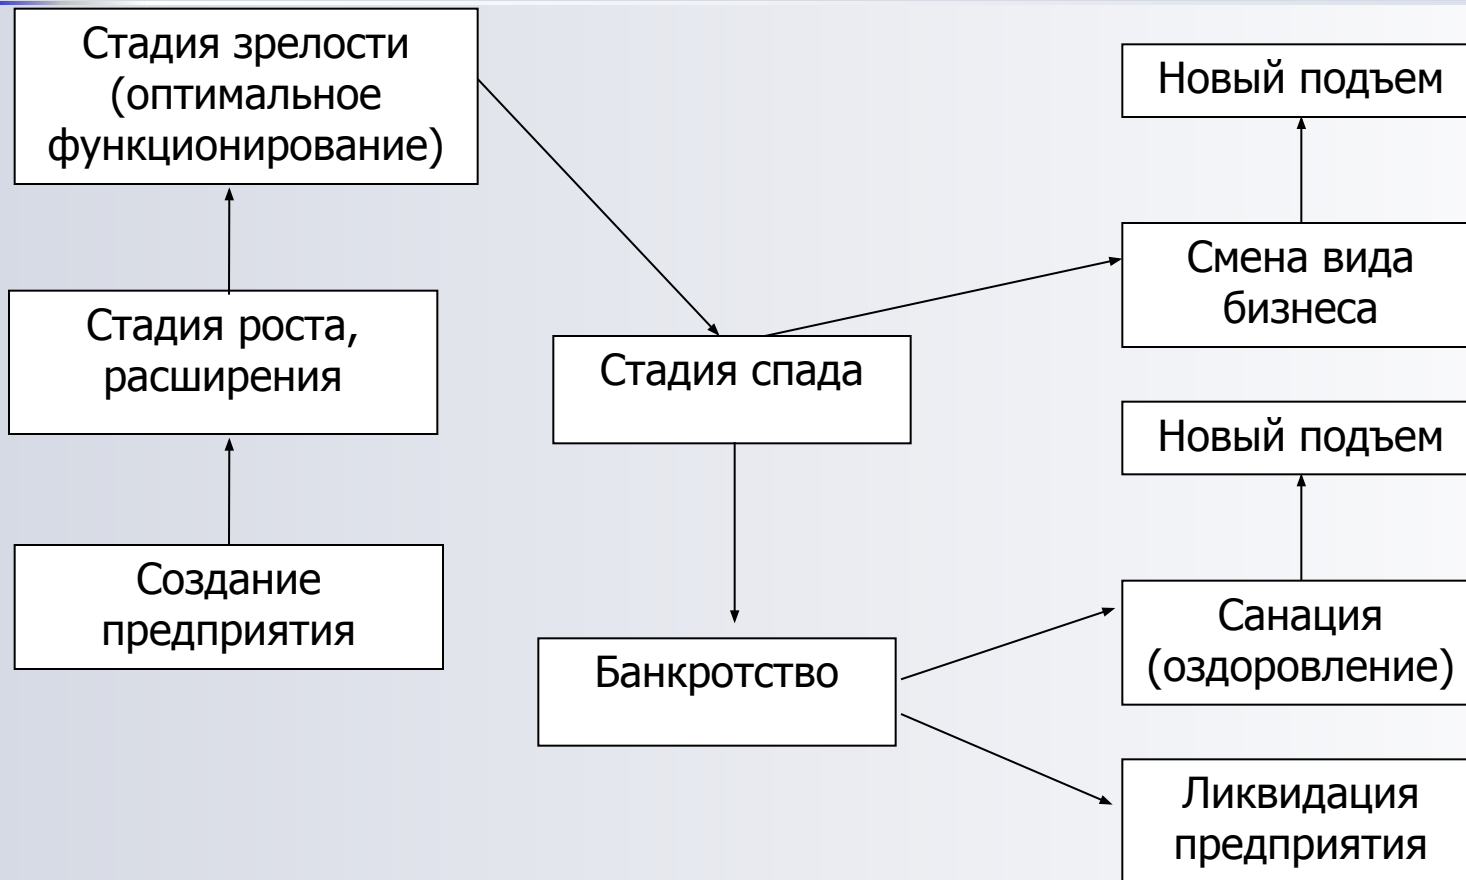 Стадия зрелости
(оптимальное
функционирование)
Стадия роста,
расширения
Создание
предприятия
Стадия спада
Банкротство
Новый подъем
Смена вида
бизнеса
Новый подъем
Санация
(оздоровление)
Ликвидация
предприятия